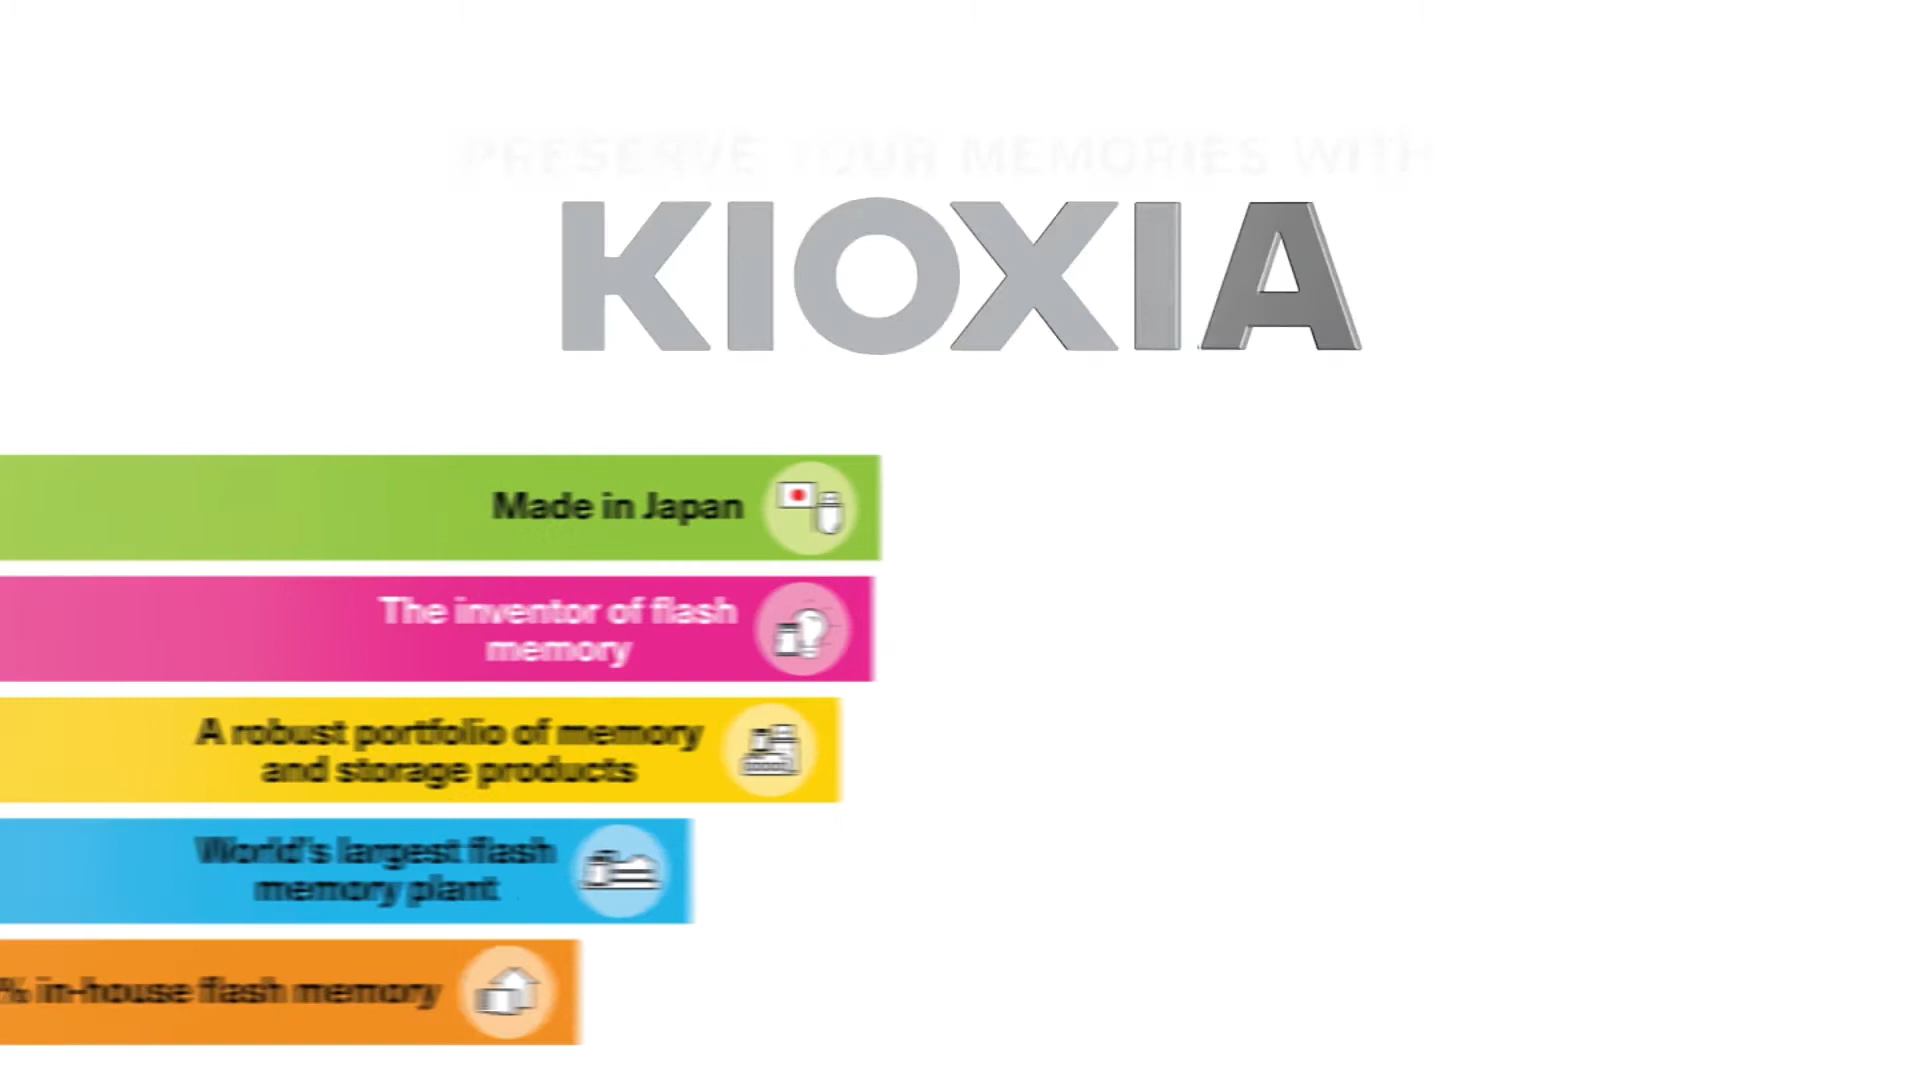 PRESERVE YOUR MEMORIES WITH
KIOXIA
Made in Japan
The inventor of flash
memory
A robust portfolio of memory
and storage products
World's largest flash
memory plant
% in-house flash memory